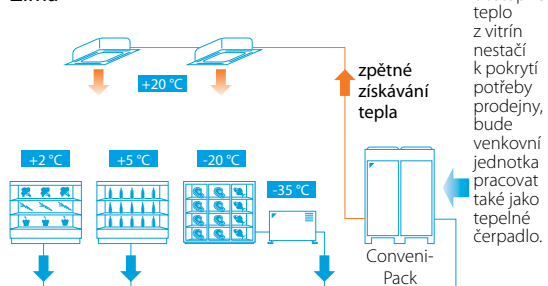 +20 °C
zpětné
získávání
tepla
+2 °C
+5 °C
-20 °C
-35 °C
Conveni-
Pack
teplo
z vitrín
nestačí
k pokrytí
potřeby
prodejny,
bude
venkovní
jednotka
pracovat
také jako
tepelné
čerpadlo.